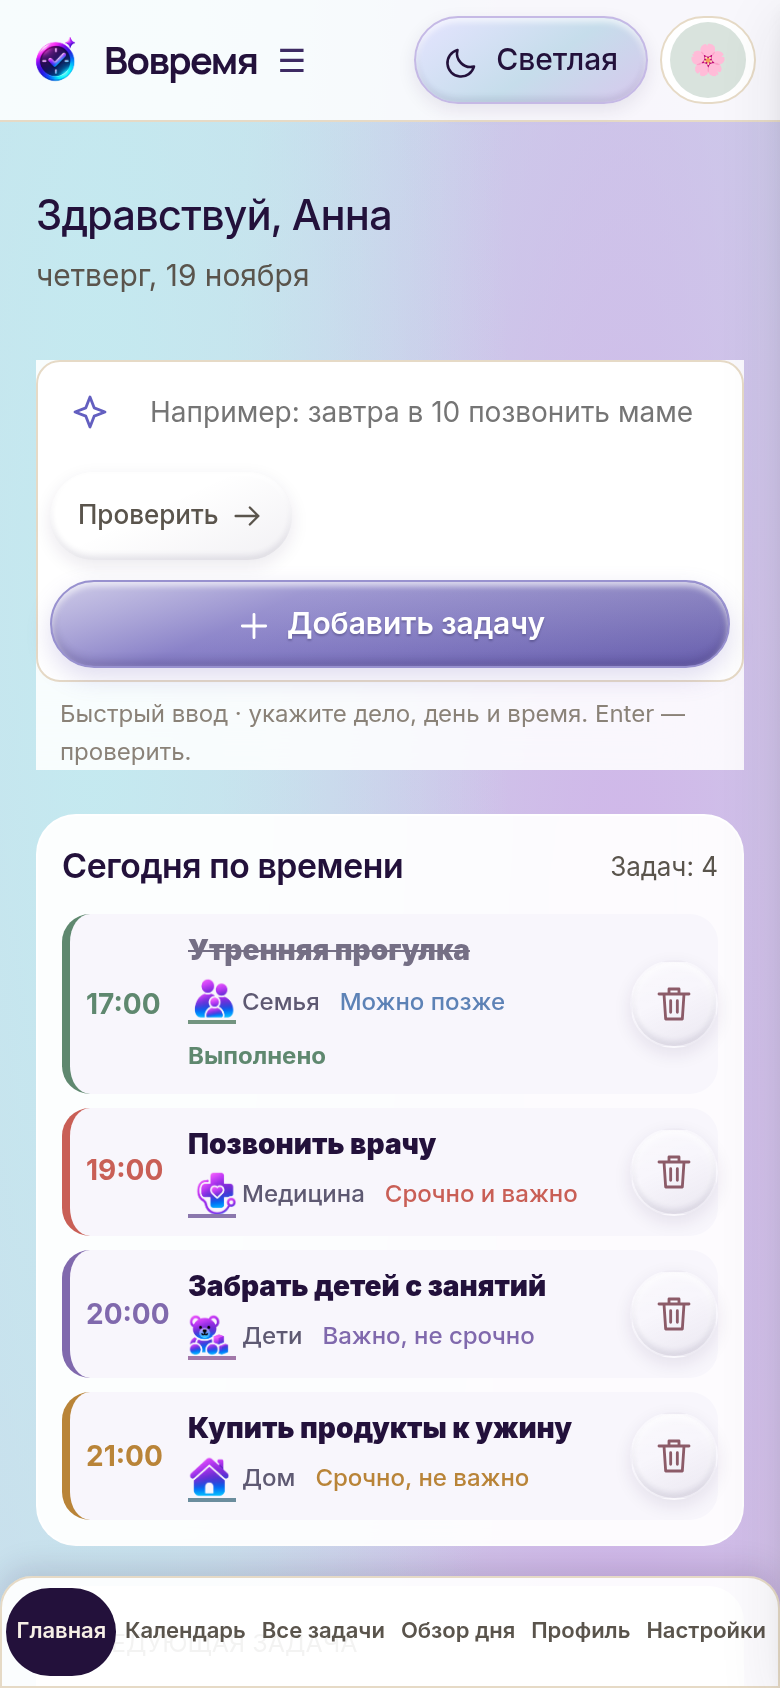 Вовремя
Светлая
Здравствуй, Анна
четверг, 19 ноября
Например: завтра в 10 позвонить маме
Проверить →
Добавить задачу
Быстрый ввод · укажите дело, день и время. Enter —
проверить.
Сегодня по времени Задач: 4
Утренняя прогулка
17:00 Семья Можно позже
Выполнено
Позвонить врачу
19:00 Медицина Срочно и важно
Забрать детей с занятий
20:00 Дети Важно, не срочно
Купить продукты к ужину
21:00 Дом Срочно, не важно
Главная Календарь Все задачи Обзор дня Профиль Настройки
ЕДУЮЩАЯ ЗАДАЧА